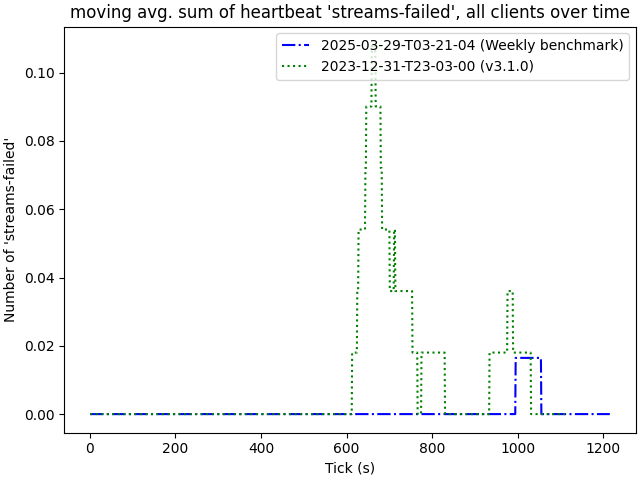 moving avg. sum of heartbeat 'streams-failed', all clients over time
2025-03-29-T03-21-04 (Weekly benchmark)
2023-12-31-T23-03-00 (v3.1.0)
Number of 'streams-failed'
0.10
0.08
0.06
0.04
0.02
0.00
0 200 400 600 800 1000 1200
Tick (s)